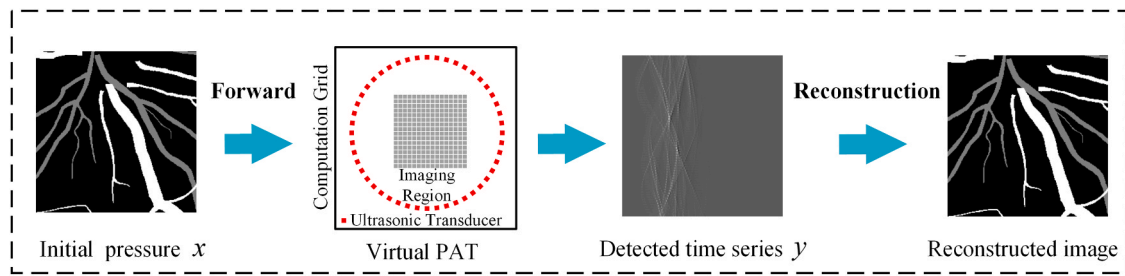 Forward
Computation Grid
Imaging
Region
Ultrasonic Transducer
Reconstruction
Initial pressure x
Virtual PAT
Detected time series y
Reconstructed image